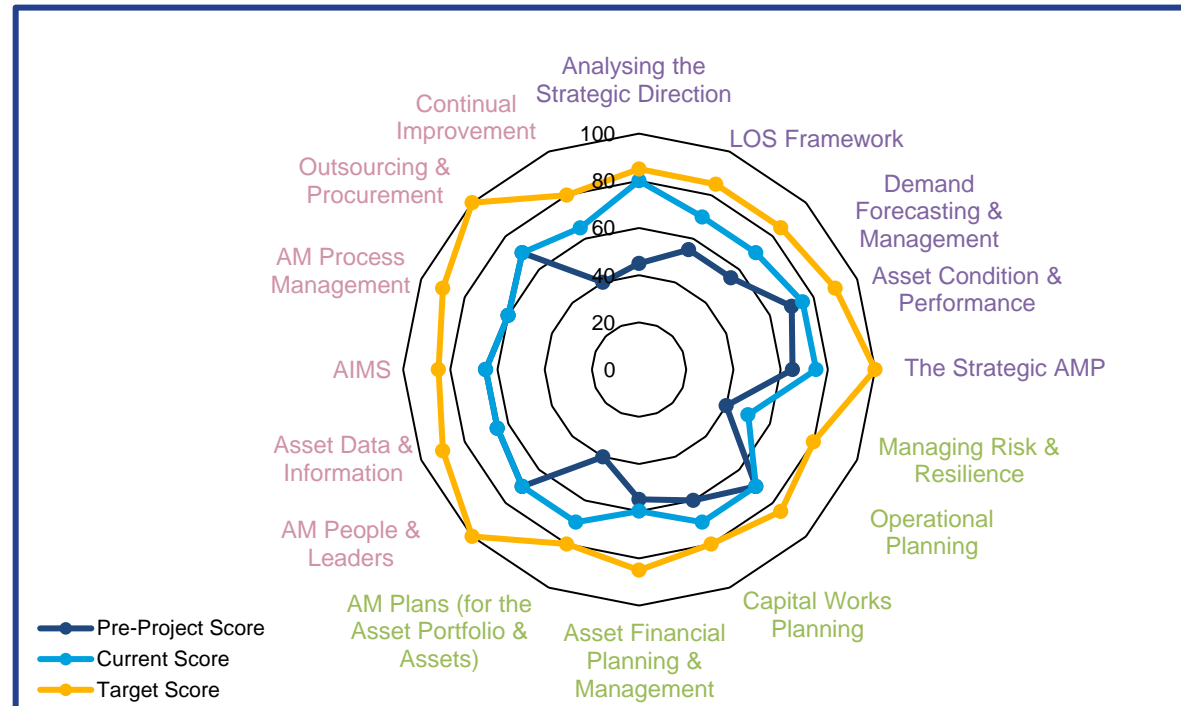 Analysing the
Strategic Direction
LOS Framework
Demand
Forecasting &
Management
Asset Condition &
Performance
The Strategic AMP
Managing Risk &
Resilience
Operational
Planning
Capital Works
Planning
Asset Financial
Planning &
Management
AM Plans (for the
Asset Portfolio &
Assets)
AM People &
Leaders
Asset Data &
Information
AIMS
AM Process
Management
Outsourcing &
Procurement
Continual
Improvement
100
80
60
40
20
0
Pre-Project Score
Current Score
Target Score